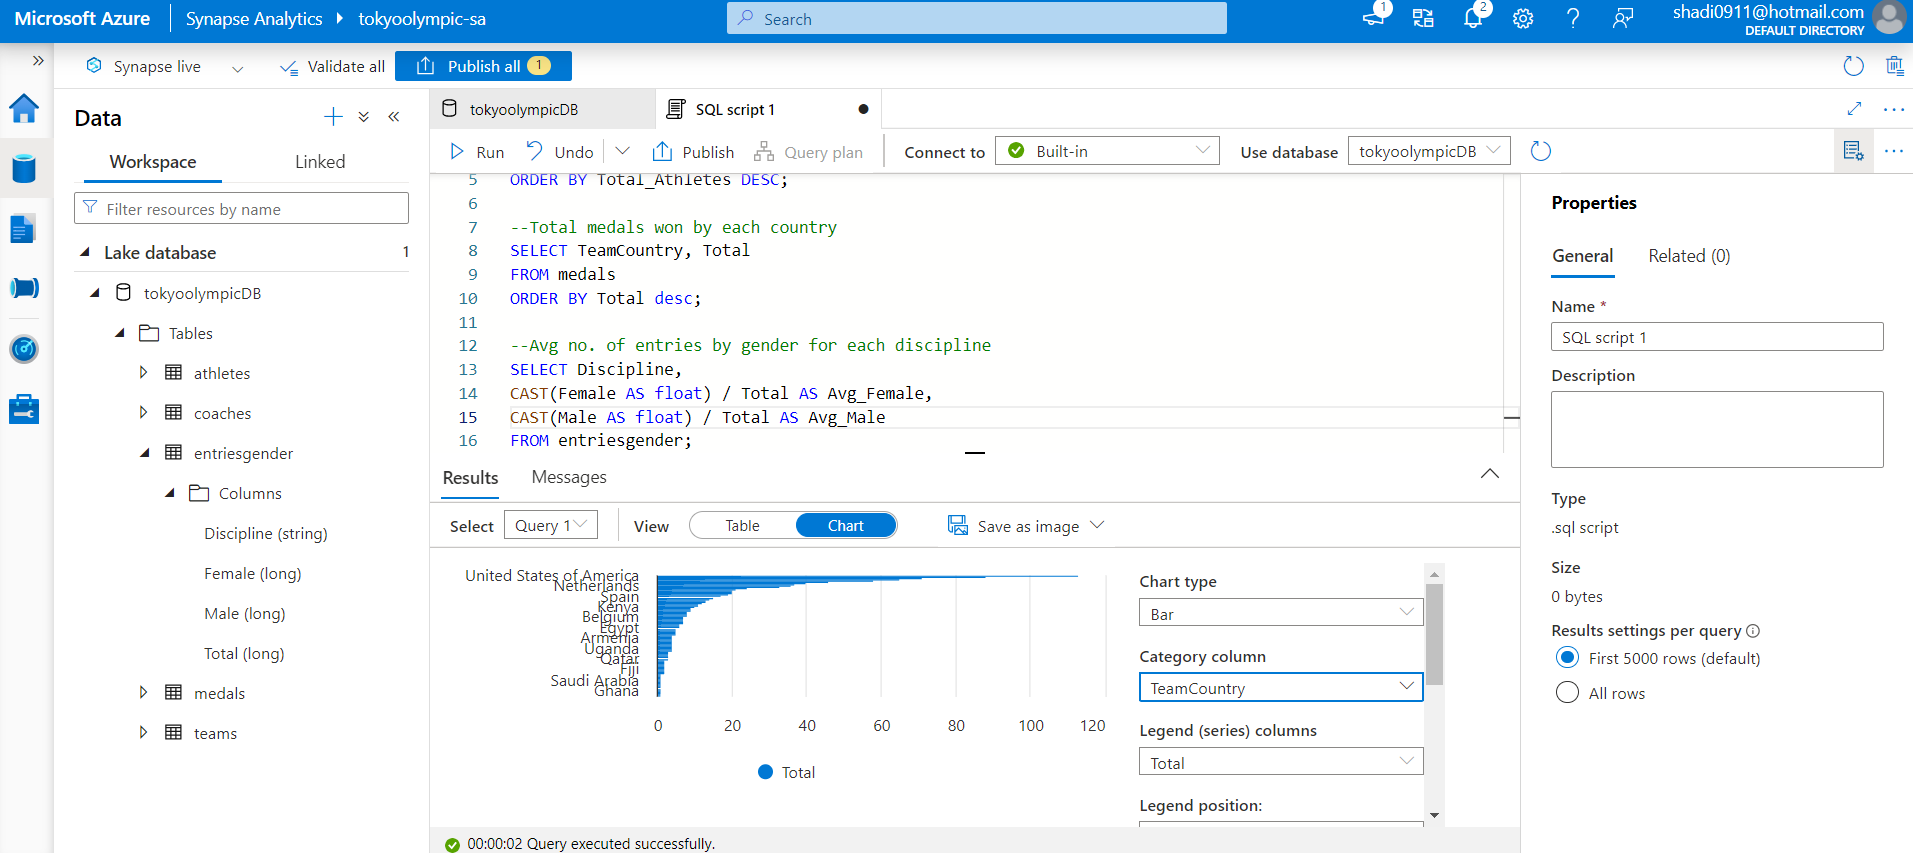 Microsoft Azure
Synapse Analytics
tokyoolympic-sa
Search
1
2
shadi0911@hotmail.com
DEFAULT DIRECTORY
Synapse live
Validate all
Publish all 1
Data
Workspace
Linked
Filter resources by name
Lake database 1
tokyoolympicDB
Tables
athletes
coaches
entriesgender
Columns
Discipline (string)
Female (long)
Male (long)
Total (long)
medals
teams
tokyoolympicDB
SQL script 1
Run
Undo
Publish
Query plan
Connect to Built-in
Use database tokyoolympicDB
5 ORDER BY Total_Athletes DESC;
6
7 --Total medals won by each country
8 SELECT TeamCountry, Total
9 FROM medals
10 ORDER BY Total desc;
11
12 --Avg no. of entries by gender for each discipline
13 SELECT Discipline,
14 CAST(Female AS float) / Total AS Avg_Female,
15 CAST(Male AS float) / Total AS Avg_Male
16 FROM entriesgender;
Results
Messages
Select Query 1
View Table Chart
Save as image
United States of America
Netherlands
Spain
Kenya
Belgium
Egypt
Armenia
Uganda
Qatar
Fiji
Saudi Arabia
Ghana
0 20 40 60 80 100 120
Total
Chart type
Bar
Category column
TeamCountry
Legend (series) columns
Total
Legend position:
00:00:02 Query executed successfully.
Properties
General
Related (0)
Name *
SQL script 1
Description
Type
.sql script
Size
0 bytes
Results settings per query
First 5000 rows (default)
All rows